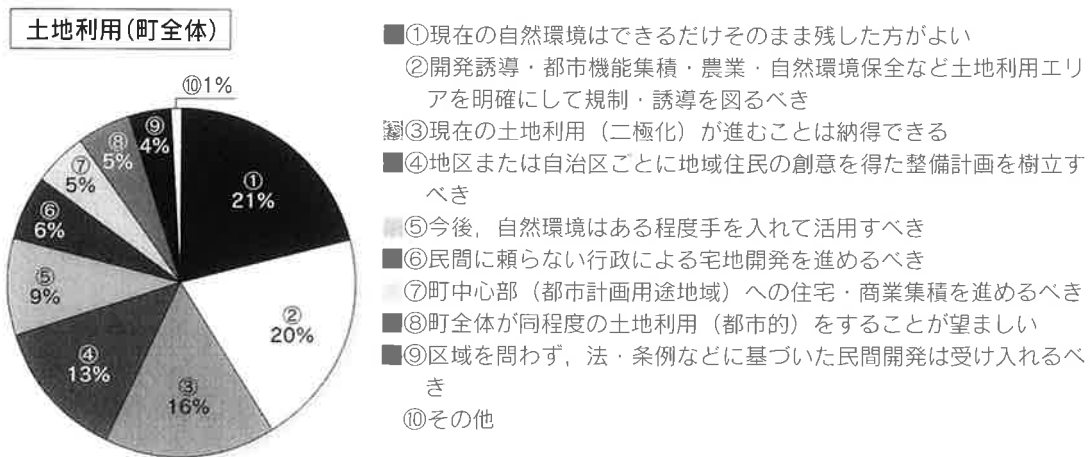 土地利用(町全体)
⑩1%
⑨
4%
⑧
5%
⑦
5%
⑥
6%
⑤
9%
④
13%
③
16%
②
20%
①
21%
①現在の自然環境はできるだけそのまま残した方がよい
②開発誘導・都市機能集積・農業・自然環境保全など土地利用エリ
アを明確にして規制・誘導を図るべき
③現在の土地利用（二極化）が進むことは納得できる
④地区または自治区ごとに地域住民の創意を得た整備計画を樹立す
べき
⑤今後，自然環境はある程度手を入れて活用すべき
⑥民間に頼らない行政による宅地開発を進めるべき
⑦町中心部（都市計画用途地域）への住宅・商業集積を進めるべき
⑧町全体が同程度の土地利用（都市的）をすることが望ましい
⑨区域を問わず，法・条例などに基づいた民間開発は受け入れるべ
き
⑩その他